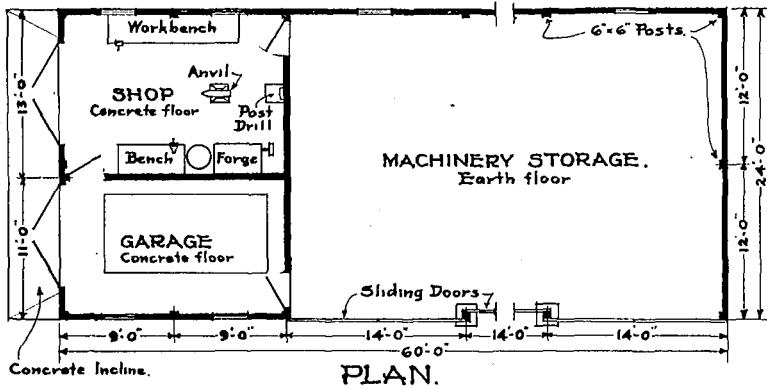 Workbench
6"×6" Posts.
Anvil
SHOP
Concrete floor
Post
Drill
13'-0"
12'-0"
24'-0"
Bench
Forge
MACHINERY STORAGE.
Earth floor
GARAGE
Concrete floor
11'-0"
12'-0"
Sliding Doors
9'-0"
9'-0"
14'-0"
14'-0"
14'-0"
60'-0"
Concrete Incline.
PLAN.